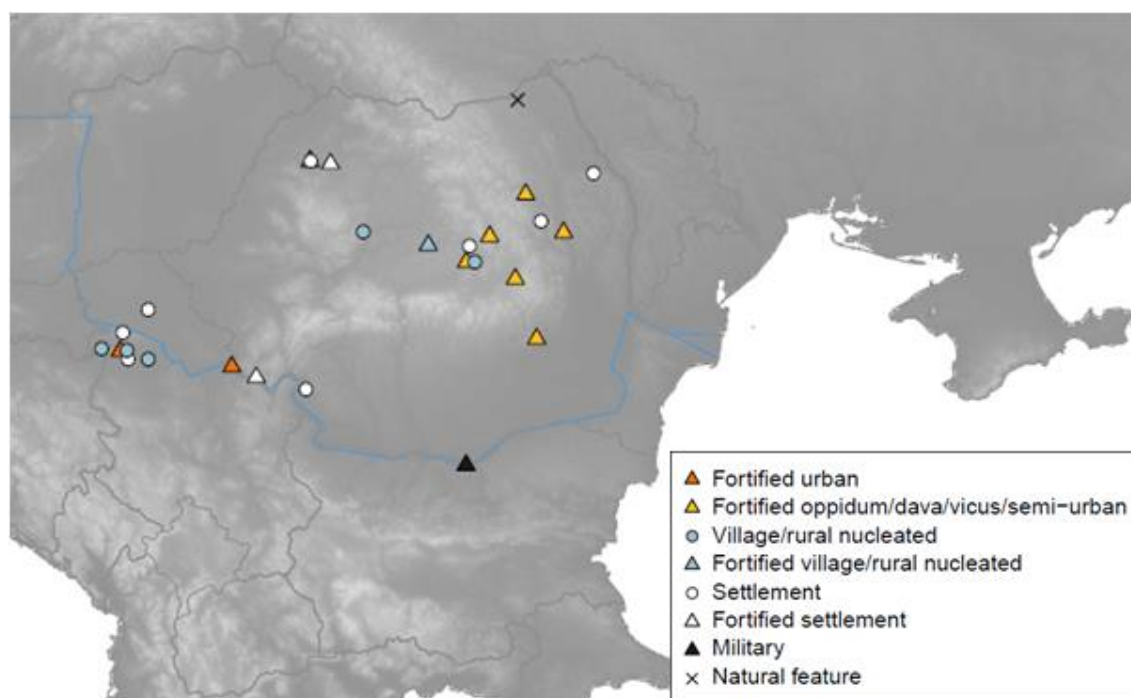 Fortified urban
Fortified oppidum/dava/vicus/semi−urban
Village/rural nucleated
Fortified village/rural nucleated
Settlement
Fortified settlement
Military
Natural feature